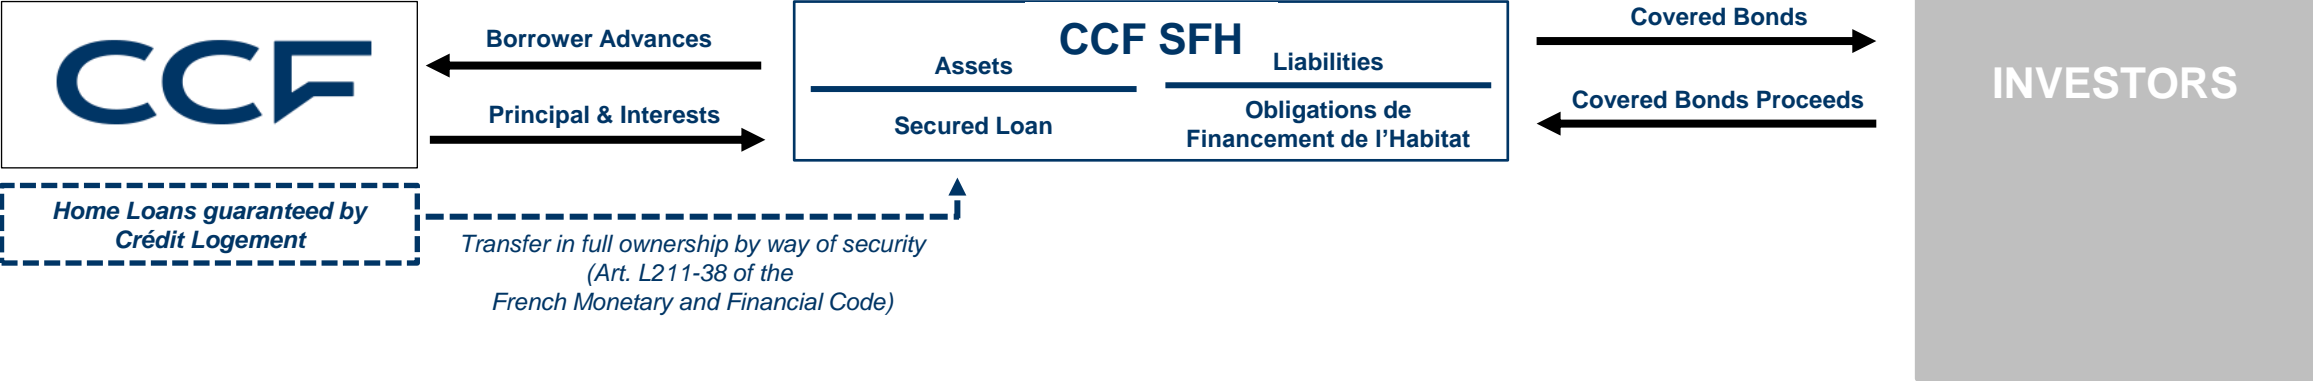 CCF
Borrower Advances
Principal & Interests
CCF SFH
Assets
Liabilities
Secured Loan
Obligations de
Financement de l’Habitat
Covered Bonds
Covered Bonds Proceeds
INVESTORS
Home Loans guaranteed by
Crédit Logement
Transfer in full ownership by way of security
(Art. L211-38 of the
French Monetary and Financial Code)